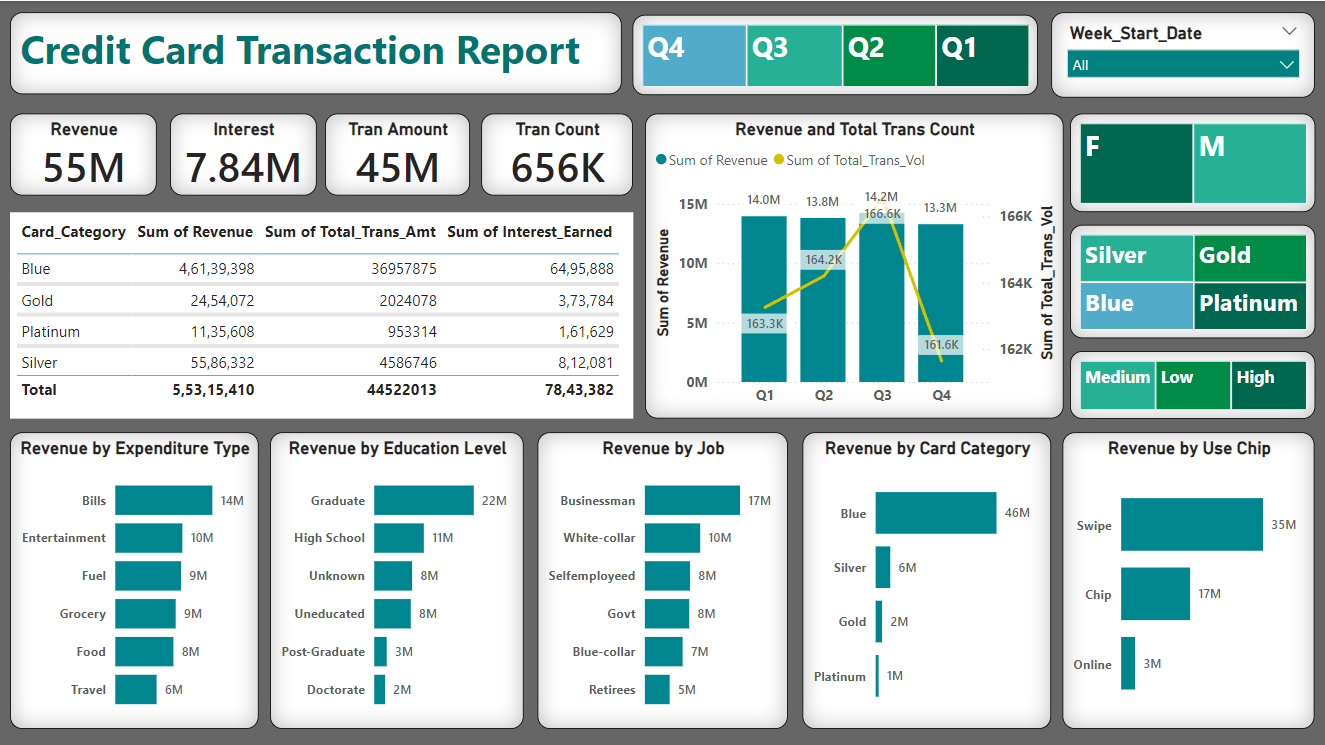 Credit Card Transaction Report
Q4 Q3 Q2 Q1
Week_Start_Date
All
Revenue
55M
Interest
7.84M
Tran Amount
45M
Tran Count
656K
Card_Category Sum of Revenue Sum of Total_Trans_Amt Sum of Interest_Earned
Blue 4,61,39,398 36957875 64,95,888
Gold 24,54,072 2024078 3,73,784
Platinum 11,35,608 953314 1,61,629
Silver 55,86,332 4586746 8,12,081
Total 5,53,15,410 44522013 78,43,382
Revenue and Total Trans Count
Sum of Revenue Sum of Total_Trans_Vol
Sum of Revenue
15M
10M
5M
0M
14.0M 13.8M 14.2M 13.3M
163.3K 164.2K 166.6K 161.6K
Q1 Q2 Q3 Q4
166K
164K
162K
Sum of Total_Trans_Vol
F M
Silver Gold
Blue Platinum
Medium Low High
Revenue by Expenditure Type
Bills 14M
Entertainment 10M
Fuel 9M
Grocery 9M
Food 8M
Travel 6M
Revenue by Education Level
Graduate 22M
High School 11M
Unknown 8M
Uneducated 8M
Post-Graduate 3M
Doctorate 2M
Revenue by Job
Businessman 17M
White-collar 10M
Selfemployeed 8M
Govt 8M
Blue-collar 7M
Retirees 5M
Revenue by Card Category
Blue 46M
Silver 6M
Gold 2M
Platinum 1M
Revenue by Use Chip
Swipe 35M
Chip 17M
Online 3M